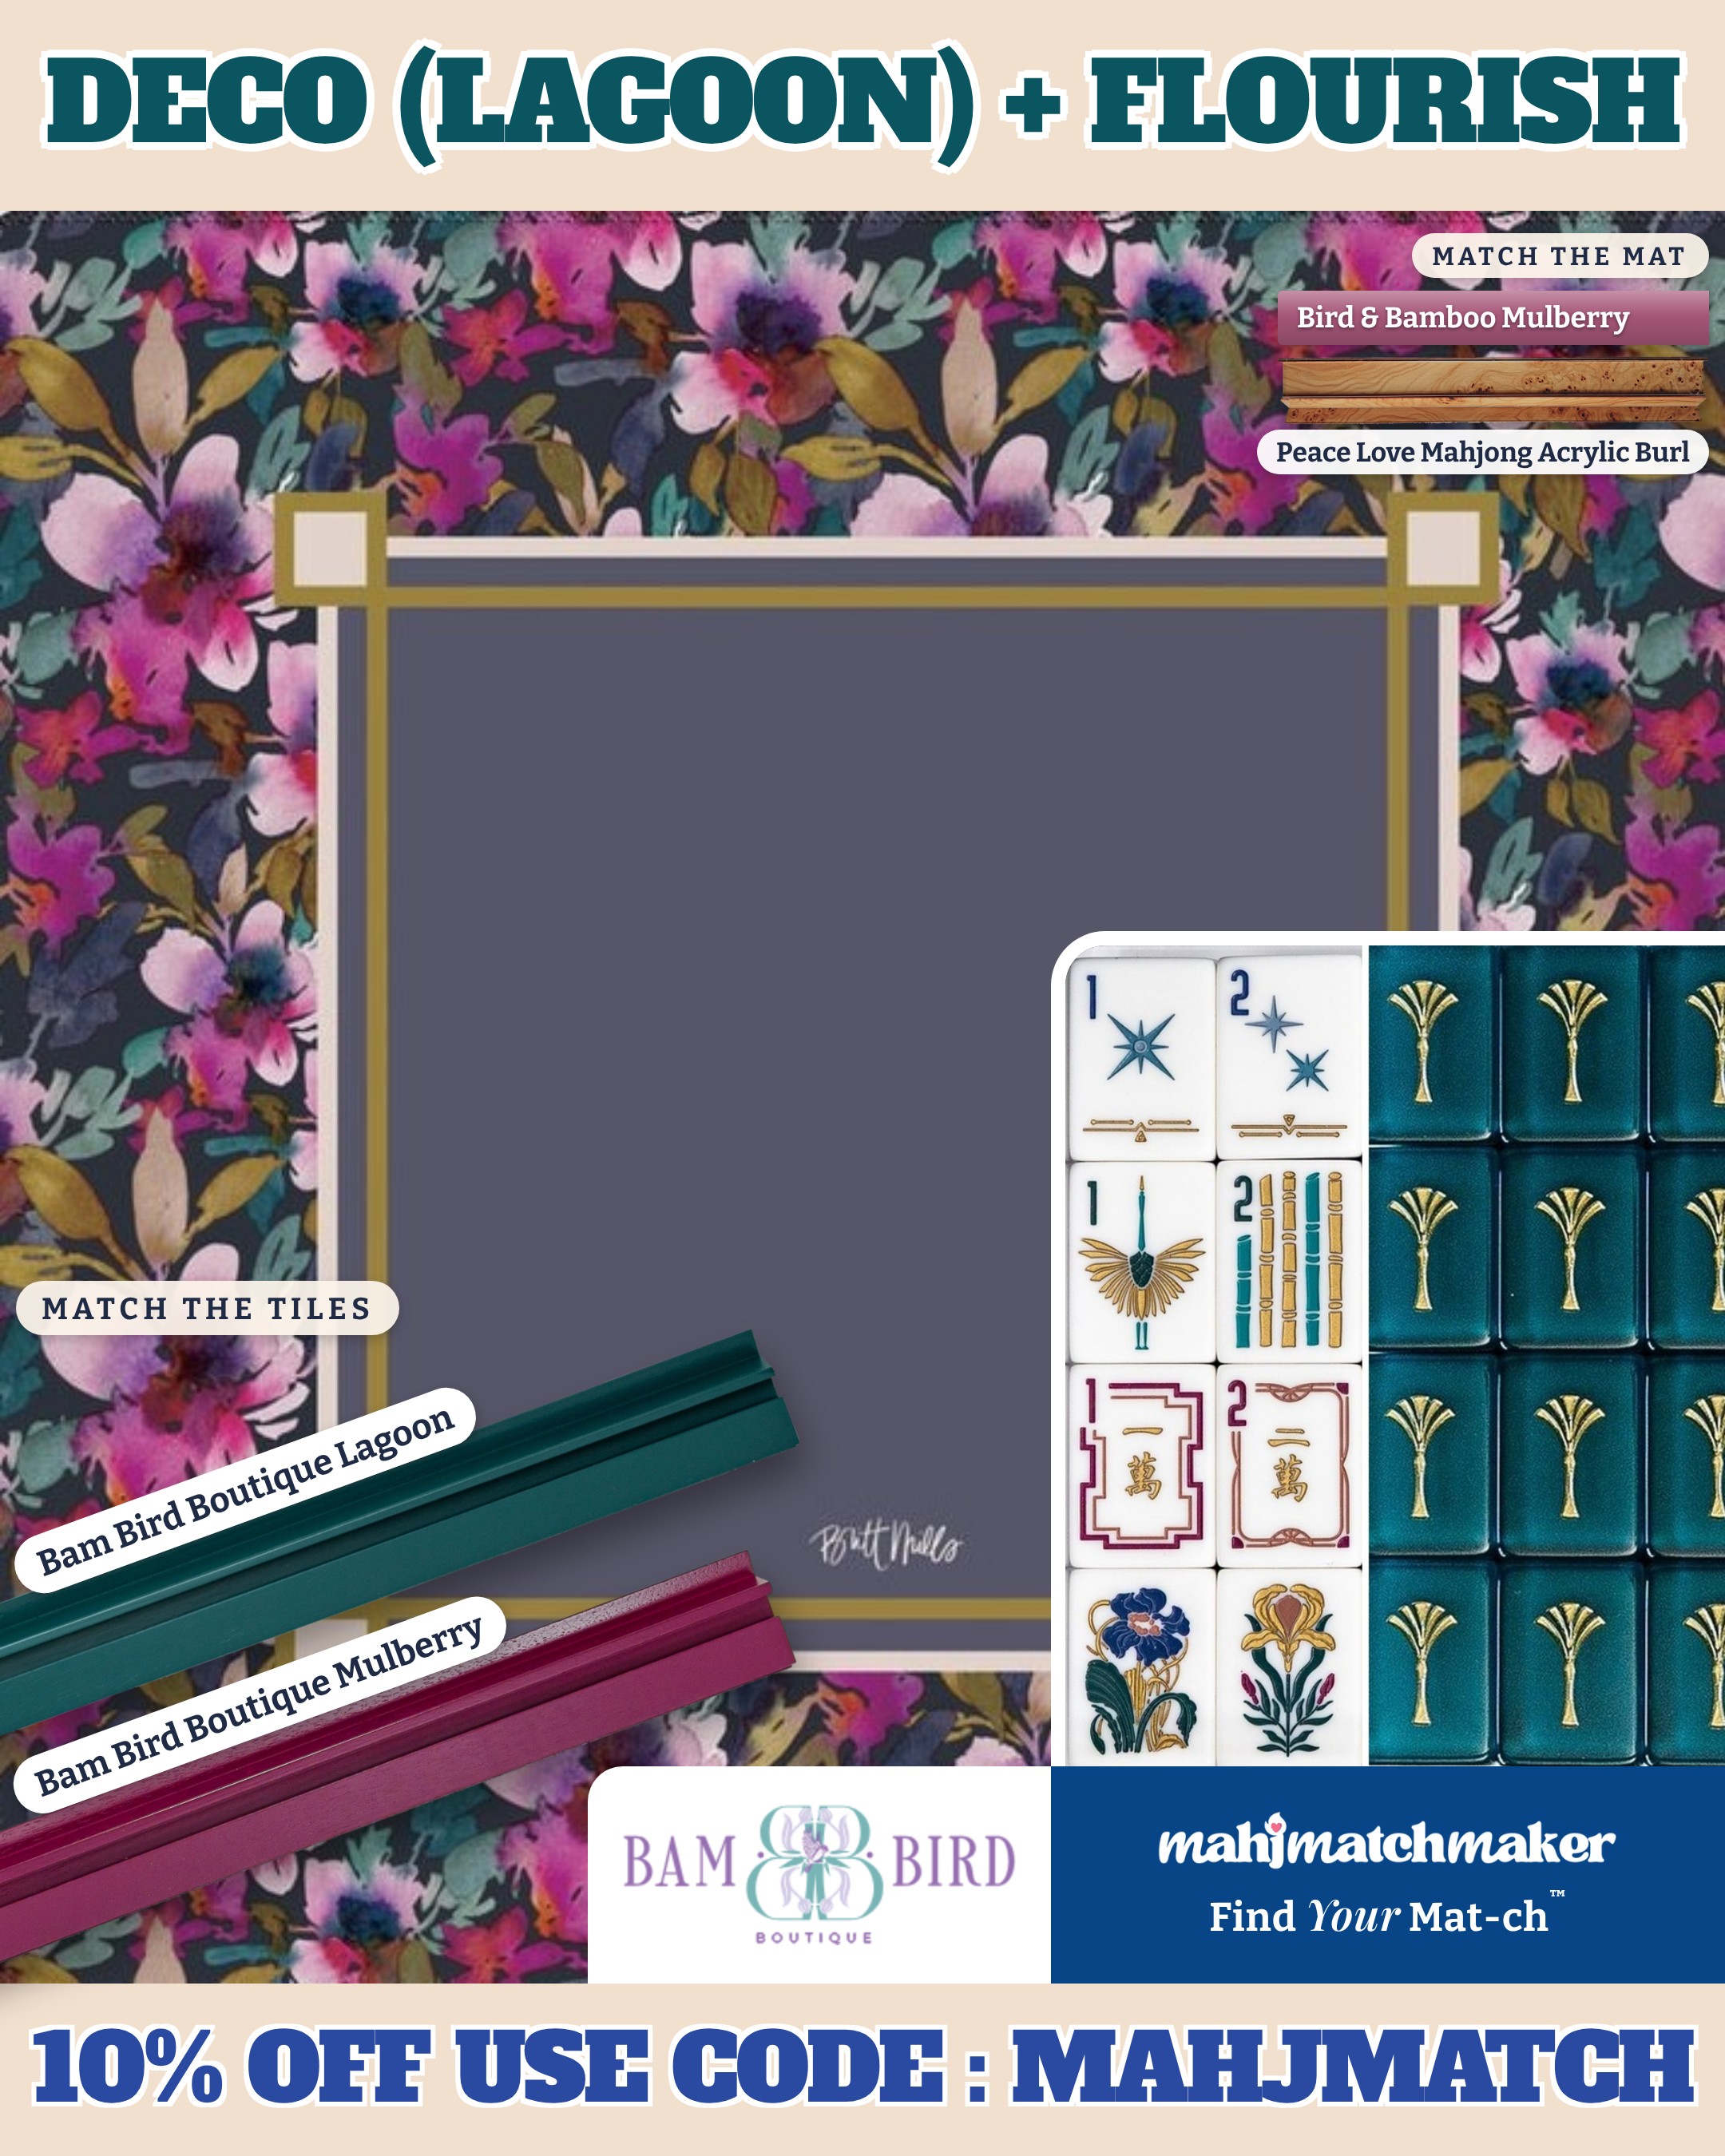 DECO (LAGOON) + FLOURISH
MATCH THE MAT
Bird & Bamboo Mulberry
Peace Love Mahjong Acrylic Burl
1
2
1
2
1
一萬
2
二萬
MATCH THE TILES
Bam Bird Boutique Lagoon
Britt Mills
Bam Bird Boutique Mulberry
BAM BIRD
BOUTIQUE
mahjmatchmaker
Find Your Mat-ch™
10% OFF USE CODE : MAHJMATCH